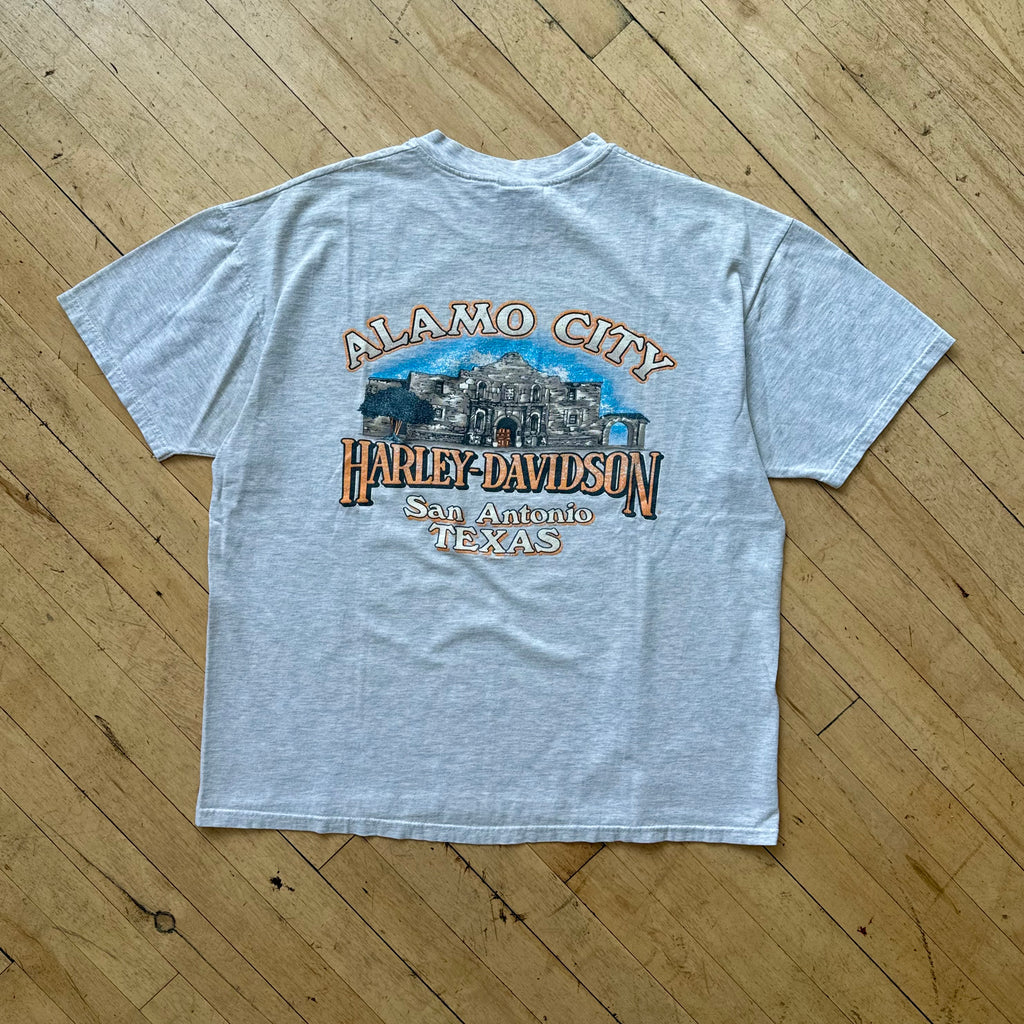 ALAMO CITY
HARLEY-DAVIDSON
San Antonio
TEXAS